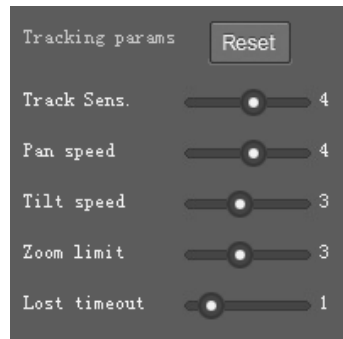 Tracking params Reset
Track Sens. 4
Pan speed 4
Tilt speed 3
Zoom limit 3
Lost timeout 1